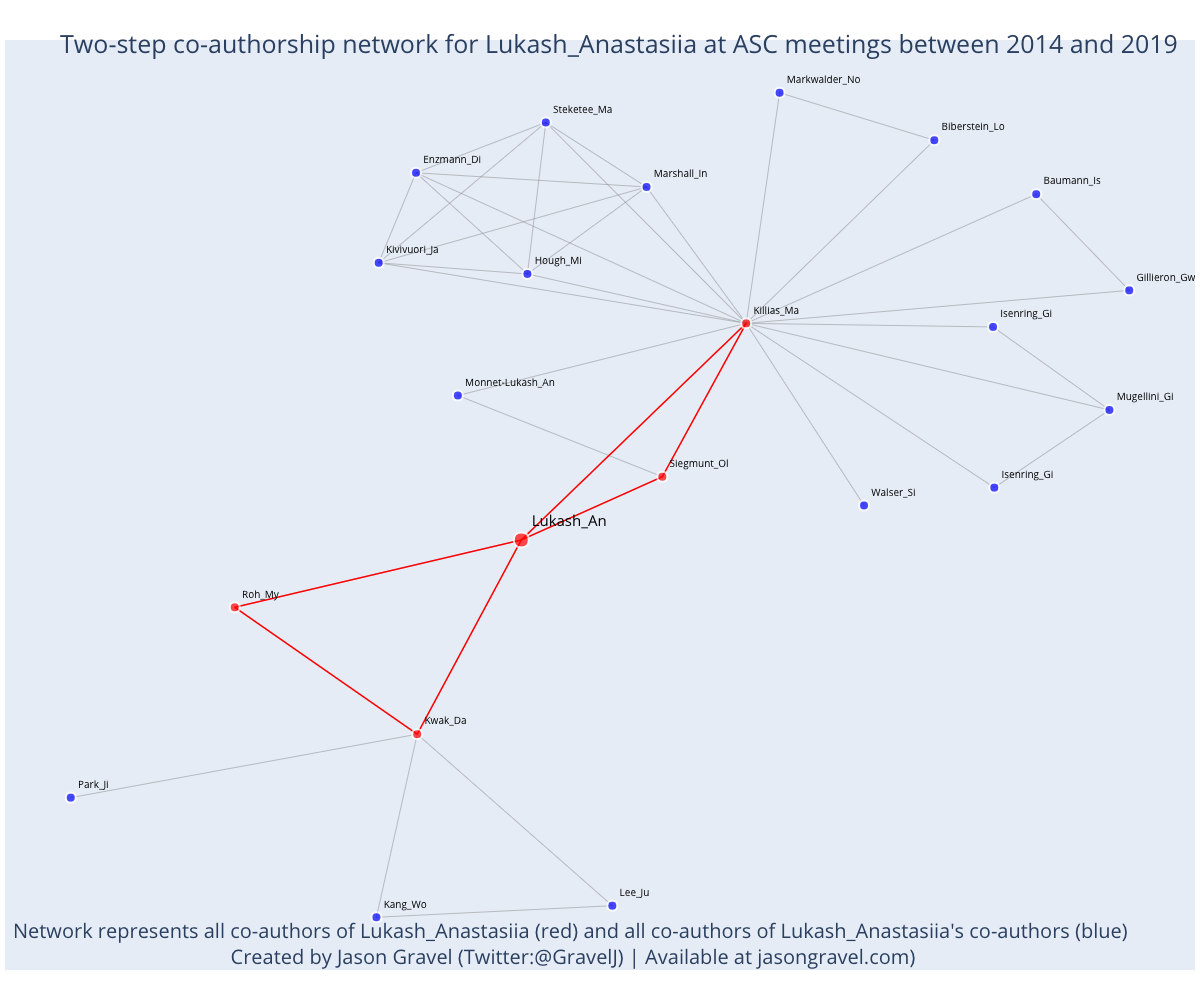 Two-step co-authorship network for Lukash_Anastasiia at ASC meetings between 2014 and 2019
Markwalder_No
Steketee_Ma
Biberstein_Lo
Enzmann_Di
Marshall_In
Baumann_Is
Kivivuori_Ja
Hough_Mi
Gillieron_Gw
Killias_Ma
Isenring_Gi
Monnet-Lukash_An
Mugellini_Gi
Siegmunt_Ol
Isenring_Gi
Walser_Si
Lukash_An
Roh_My
Kwak_Da
Park_Ji
Lee_Ju
Kang_Wo
Network represents all co-authors of Lukash_Anastasiia (red) and all co-authors of Lukash_Anastasiia's co-authors (blue)
Created by Jason Gravel (Twitter:@GravelJ) | Available at jasongravel.com)